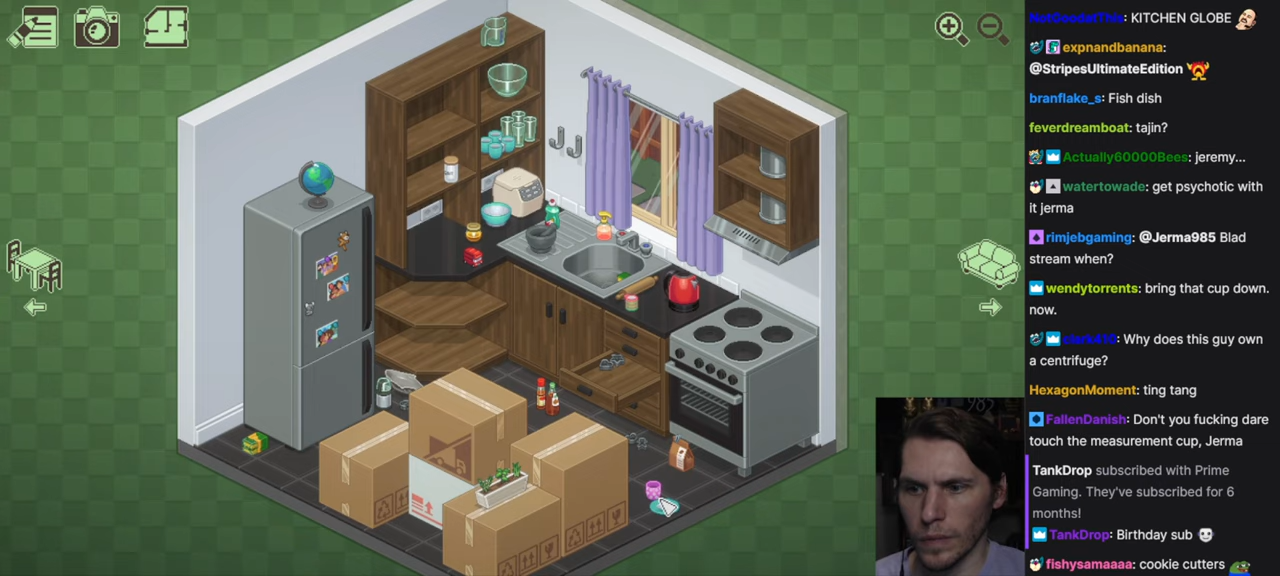 NotGoodatThis: KITCHEN GLOBE
expnandbanana:
@StripesUltimateEdition
branflake_s: Fish dish
feverdreamboat: tajin?
Actually60000Bees: jeremy...
watertowade: get psychotic with
it jerma
rimjebgaming: @Jerma985 Blad
stream when?
wendytorrents: bring that cup down.
now.
clark410: Why does this guy own
a centrifuge?
HexagonMoment: ting tang
FallenDanish: Don't you fucking dare
touch the measurement cup, Jerma
TankDrop subscribed with Prime
Gaming. They've subscribed for 6
months!
TankDrop: Birthday sub
fishysamaaaa: cookie cutters